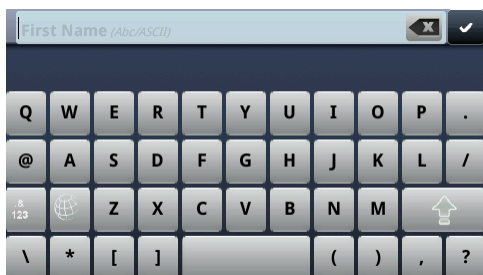 First Name (Abc/ASCII)
X
Q W E R T Y U I O P .
@ A S D F G H J K L /
.&
123
Z X C V B N M
\ * [ ] ( ) , ?